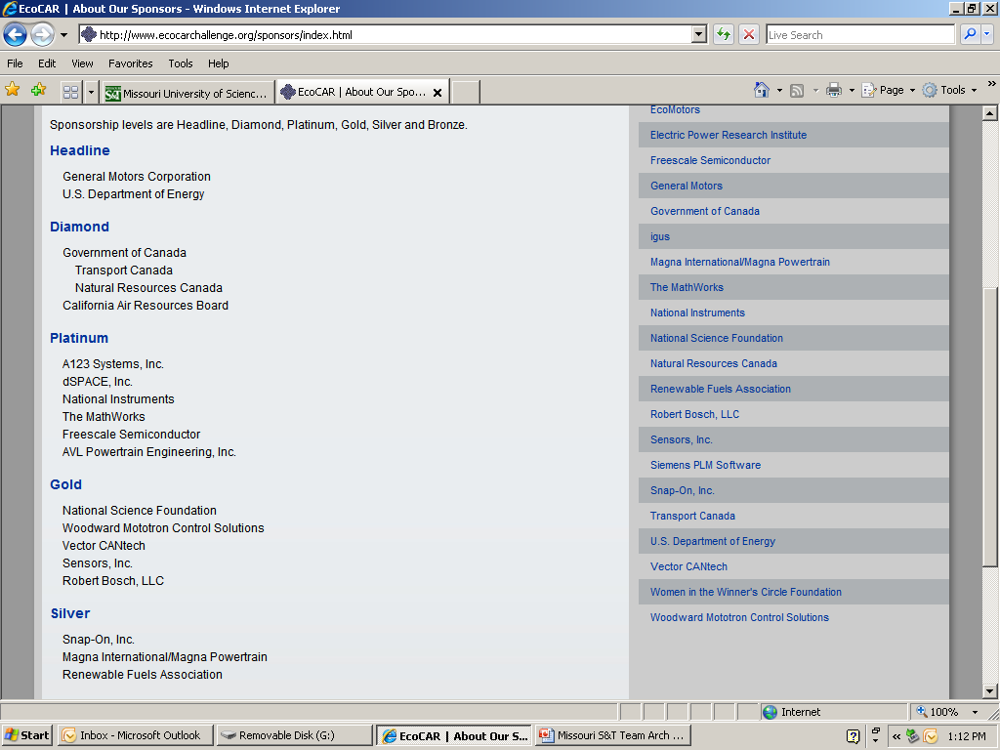 EcoCAR | About Our Sponsors - Windows Internet Explorer
http://www.ecocarchallenge.org/sponsors/index.html
Live Search
File Edit View Favorites Tools Help
Missouri University of Scienc...
EcoCAR | About Our Spo...
Page Tools
Sponsorship levels are Headline, Diamond, Platinum, Gold, Silver and Bronze.
Headline
General Motors Corporation
U.S. Department of Energy
Diamond
Government of Canada
Transport Canada
Natural Resources Canada
California Air Resources Board
Platinum
A123 Systems, Inc.
dSPACE, Inc.
National Instruments
The MathWorks
Freescale Semiconductor
AVL Powertrain Engineering, Inc.
Gold
National Science Foundation
Woodward Mototron Control Solutions
Vector CANtech
Sensors, Inc.
Robert Bosch, LLC
Silver
Snap-On, Inc.
Magna International/Magna Powertrain
Renewable Fuels Association
EcoMotors
Electric Power Research Institute
Freescale Semiconductor
General Motors
Government of Canada
igus
Magna International/Magna Powertrain
The MathWorks
National Instruments
National Science Foundation
Natural Resources Canada
Renewable Fuels Association
Robert Bosch, LLC
Sensors, Inc.
Siemens PLM Software
Snap-On, Inc.
Transport Canada
U.S. Department of Energy
Vector CANtech
Women in the Winner's Circle Foundation
Woodward Mototron Control Solutions
Internet
100%
Start
Inbox - Microsoft Outlook
Removable Disk (G:)
EcoCAR | About Our S...
Missouri S&T Team Arch ...
1:12 PM